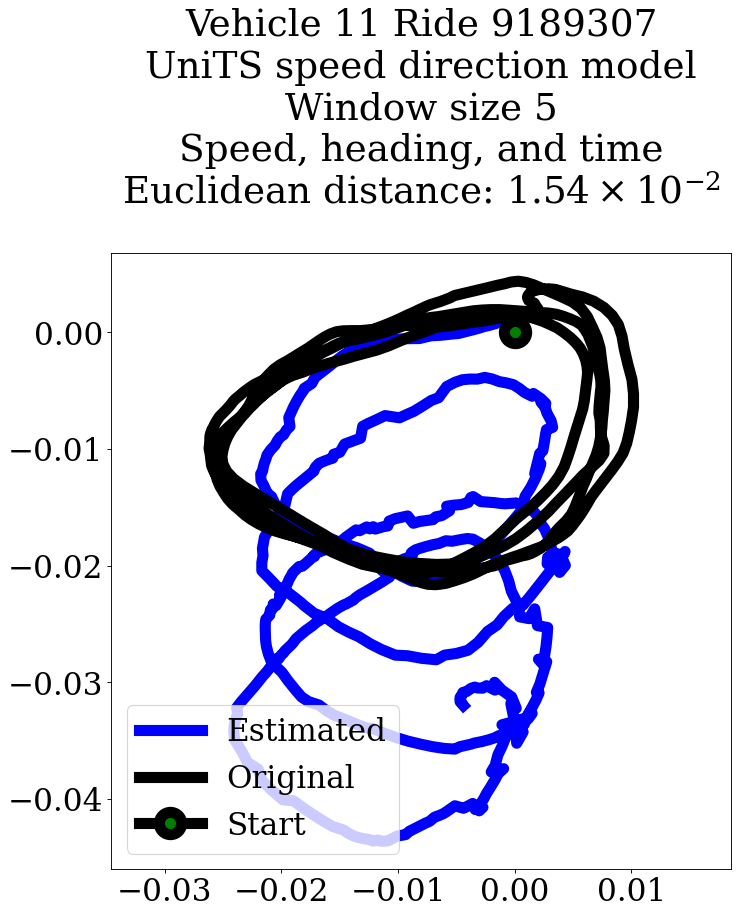 Vehicle 11 Ride 9189307
UniTS speed direction model
Window size 5
Speed, heading, and time
Euclidean distance: 1.54 × 10⁻²
0.00
−0.01
−0.02
−0.03
−0.04
Estimated
Original
Start
−0.03 −0.02 −0.01 0.00 0.01